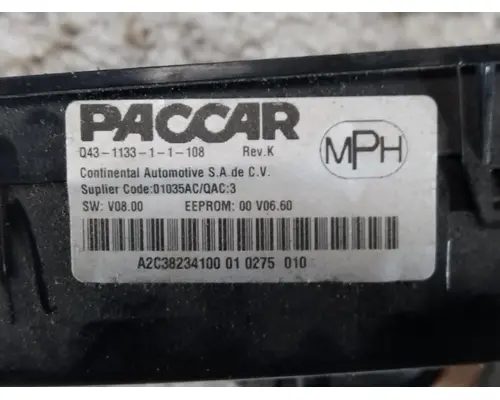 PACCAR
Q43-1133-1-1-108 Rev.K
MPH
Continental Automotive S.A. de C.V.
Suplier Code:01035AC/QAC:3
SW: V08.00 EEPROM: 00 V06.60
A2C38234100 01 0275 010